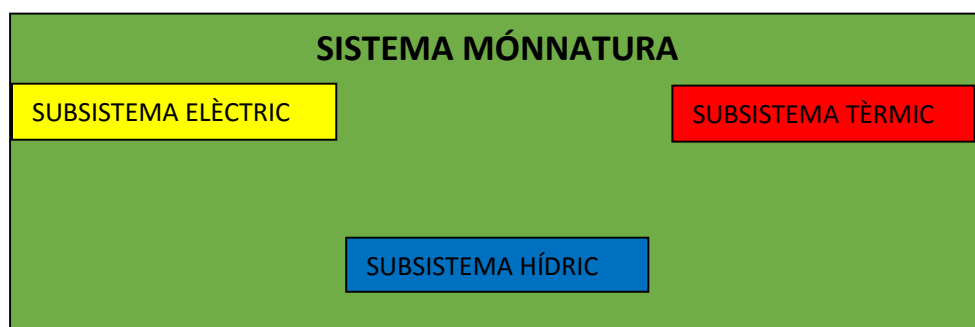 SISTEMA MÓNNATURA
SUBSISTEMA ELÈCTRIC
SUBSISTEMA TÈRMIC
SUBSISTEMA HÍDRIC